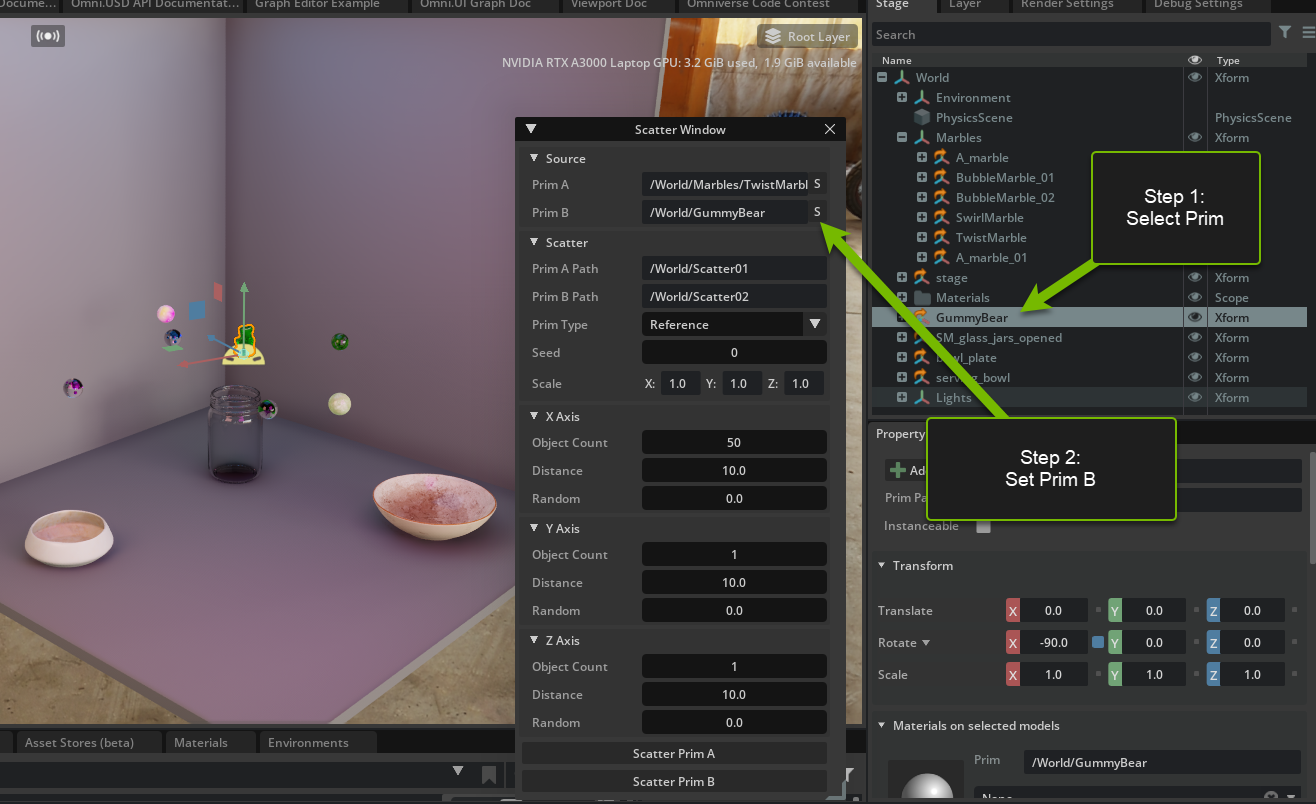 Omni.USD API Documentat...
Graph Editor Example
Omni.UI Graph Doc
Viewport Doc
Omniverse Code Contest
Stage
Layer
Render Settings
Debug Settings
Root Layer
NVIDIA RTX A3000 Laptop GPU: 3.2 GiB used, 1.9 GiB available
Search
Name Type
World Xform
Environment
PhysicsScene PhysicsScene
Marbles Xform
A_marble
BubbleMarble_01
BubbleMarble_02
SwirlMarble
TwistMarble
A_marble_01
stage Xform
Materials Scope
GummyBear Xform
SM_glass_jars_opened Xform
Bowl_plate Xform
serving_bowl Xform
Lights Xform
Step 1:
Select Prim
Step 2:
Set Prim B
Scatter Window
Source
Prim A /World/Marbles/TwistMarbl S
Prim B /World/GummyBear S
Scatter
Prim A Path /World/Scatter01
Prim B Path /World/Scatter02
Prim Type Reference
Seed 0
Scale X: 1.0 Y: 1.0 Z: 1.0
X Axis
Object Count 50
Distance 10.0
Random 0.0
Y Axis
Object Count 1
Distance 10.0
Random 0.0
Z Axis
Object Count 1
Distance 10.0
Random 0.0
Scatter Prim A
Scatter Prim B
Property
Instanceable
Transform
Translate X 0.0 Y 0.0 Z 0.0
Rotate X -90.0 Y 0.0 Z 0.0
Scale X 1.0 Y 1.0 Z 1.0
Materials on selected models
Prim /World/GummyBear
Asset Stores (beta)
Materials
Environments